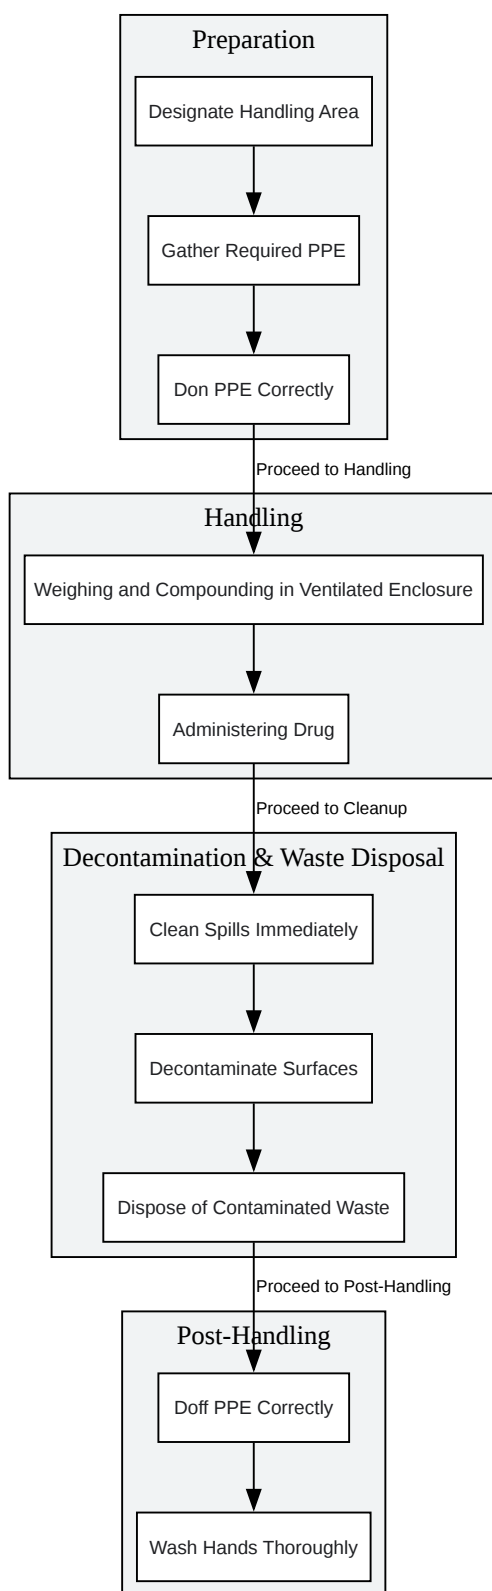 Preparation
Designate Handling Area
Gather Required PPE
Don PPE Correctly
Proceed to Handling
Handling
Weighing and Compounding in Ventilated Enclosure
Administering Drug
Proceed to Cleanup
Decontamination & Waste Disposal
Clean Spills Immediately
Decontaminate Surfaces
Dispose of Contaminated Waste
Proceed to Post-Handling
Post-Handling
Doff PPE Correctly
Wash Hands Thoroughly